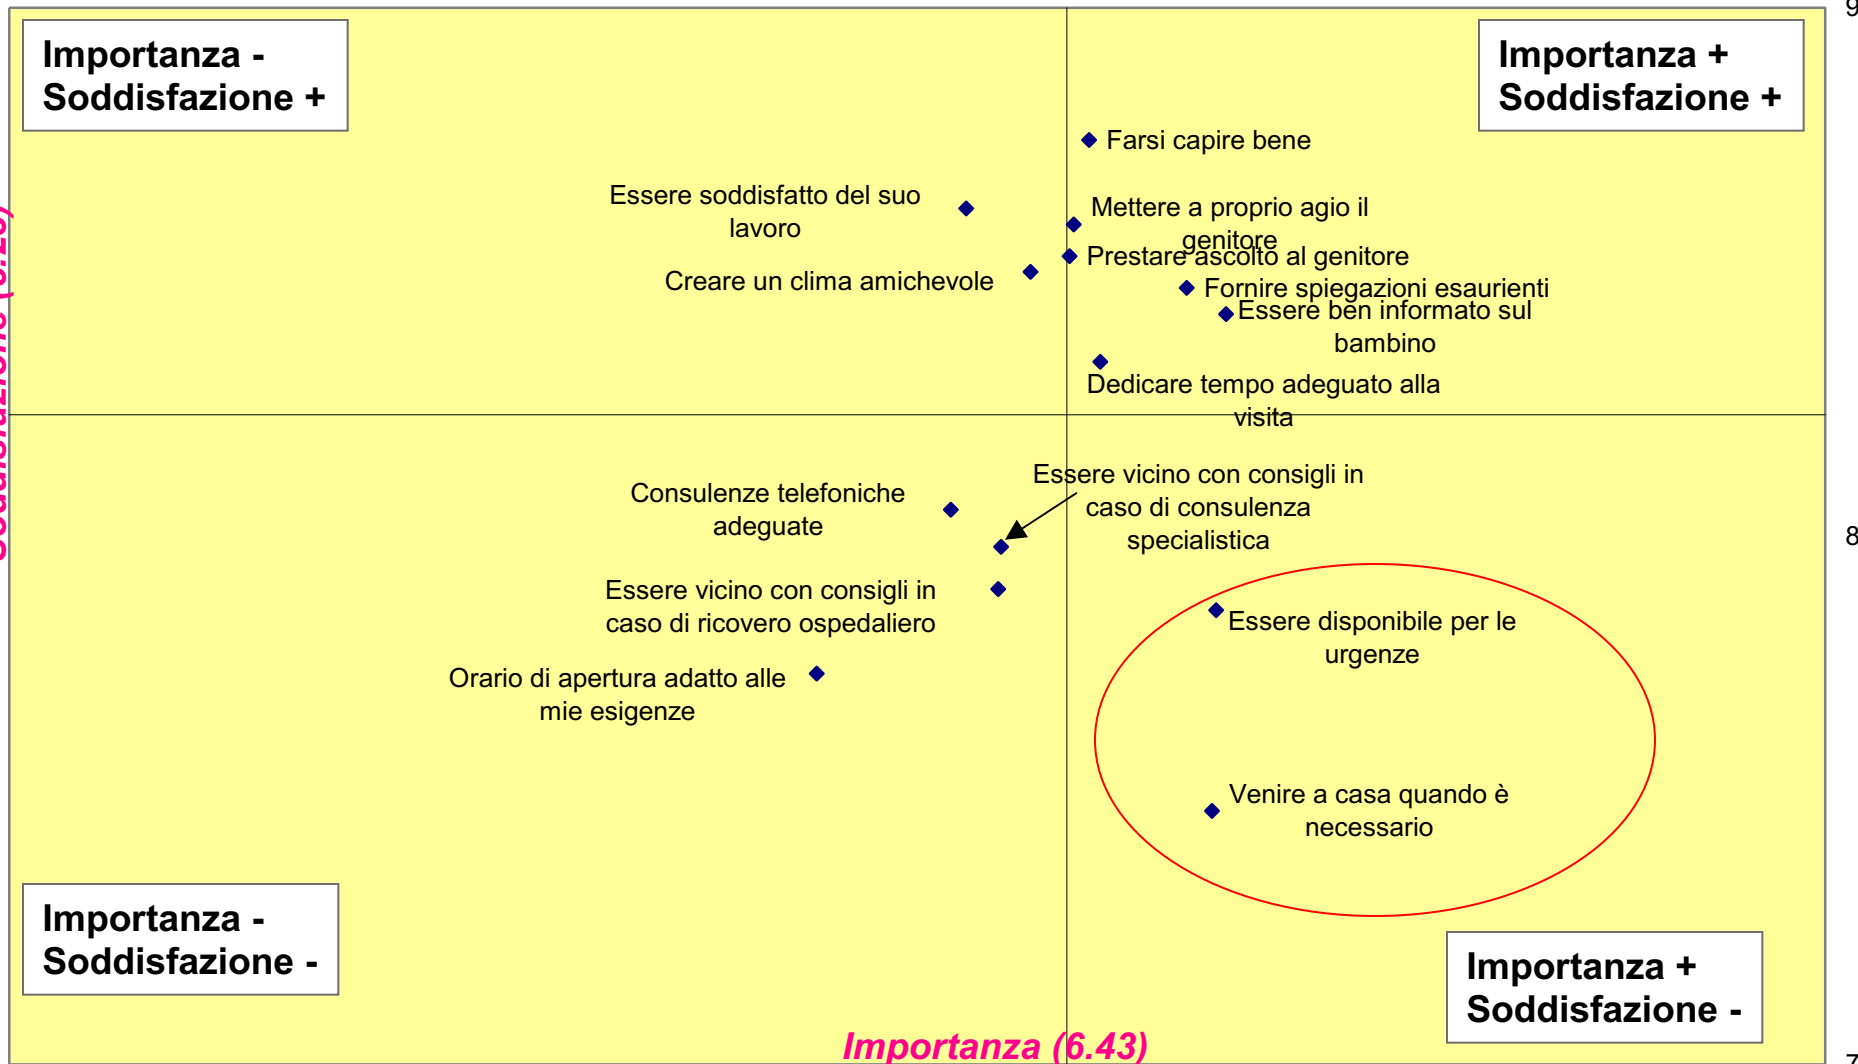 9
Importanza -
Soddisfazione +
Importanza +
Soddisfazione +
Farsi capire bene
Essere soddisfatto del suo
lavoro
Mettere a proprio agio il
genitore
Prestare ascolto al genitore
Creare un clima amichevole
Fornire spiegazioni esaurienti
Essere ben informato sul
bambino
Dedicare tempo adeguato alla
visita
Essere vicino con consigli in
caso di consulenza
specialistica
Consulenze telefoniche
adeguate
8
Essere vicino con consigli in
caso di ricovero ospedaliero
Essere disponibile per le
urgenze
Orario di apertura adatto alle
mie esigenze
Venire a casa quando è
necessario
Importanza -
Soddisfazione -
Importanza +
Soddisfazione -
Importanza (6.43)
7